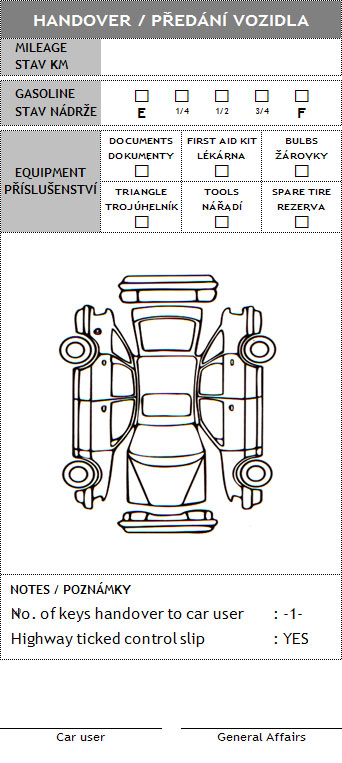 HANDOVER / PŘEDÁNÍ VOZIDLA
MILEAGE
STAV KM
GASOLINE
STAV NÁDRŽE
E 1/4 1/2 3/4 F
EQUIPMENT
PŘÍSLUŠENSTVÍ
DOCUMENTS FIRST AID KIT BULBS
DOKUMENTY LÉKÁRNA ŽÁROVKY
TRIANGLE TOOLS SPARE TIRE
TROJÚHELNÍK NÁŘADÍ REZERVA
NOTES / POZNÁMKY
No. of keys handover to car user : -1-
Highway ticked control slip : YES
Car user General Affairs